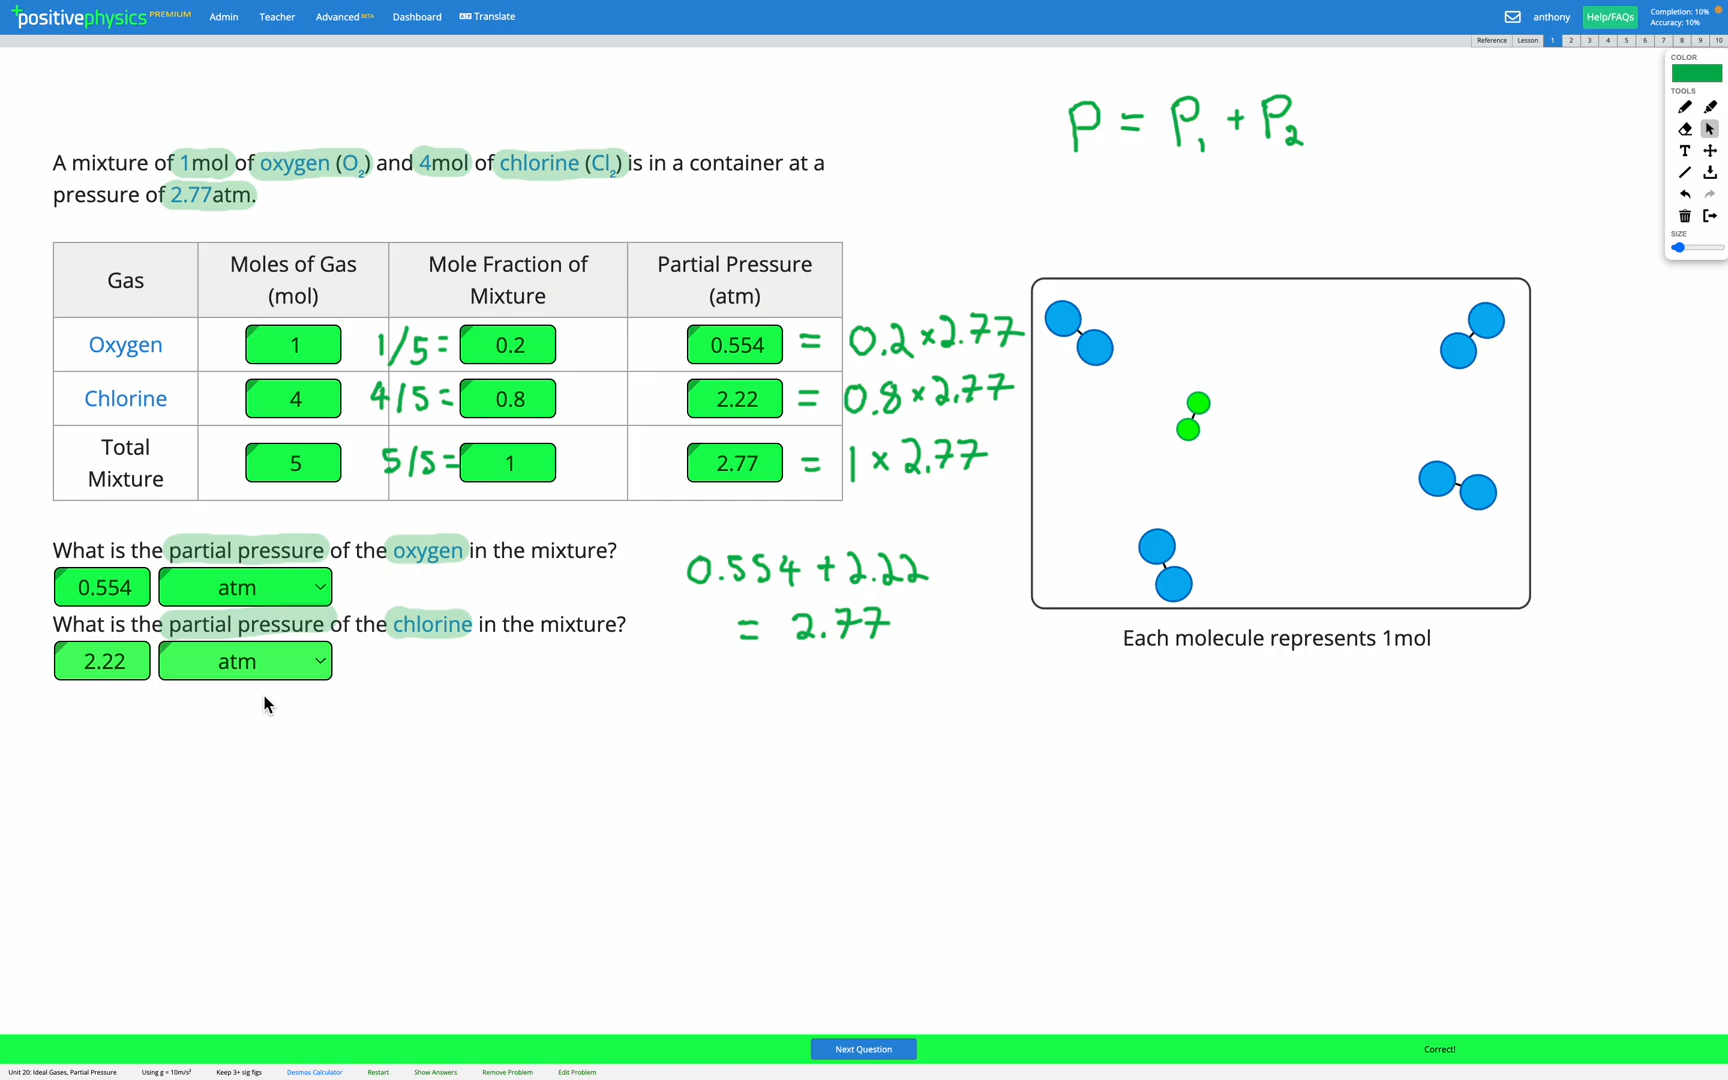 +positivephysics PREMIUM Admin Teacher Advanced BETA Dashboard Translate anthony Help/FAQs Completion: 10% Accuracy: 10%
Reference Lesson 1 2 3 4 5 6 7 8 9 10
COLOR
TOOLS
T
SIZE
P = P₁ + P₂
A mixture of 1mol of oxygen (O₂) and 4mol of chlorine (Cl₂) is in a container at a
pressure of 2.77atm.
Gas Moles of Gas (mol) Mole Fraction of Mixture Partial Pressure (atm)
Oxygen 1 1/5 = 0.2 0.554 = 0.2 × 2.77
Chlorine 4 4/5 = 0.8 2.22 = 0.8 × 2.77
Total Mixture 5 5/5 = 1 2.77 = 1 × 2.77
What is the partial pressure of the oxygen in the mixture?
0.554 atm
What is the partial pressure of the chlorine in the mixture?
2.22 atm
0.554 + 2.22
= 2.77
Each molecule represents 1mol
Next Question Correct!
Unit 20: Ideal Gases, Partial Pressure Using g = 10m/s² Keep 3+ sig figs Desmos Calculator Restart Show Answers Remove Problem Edit Problem